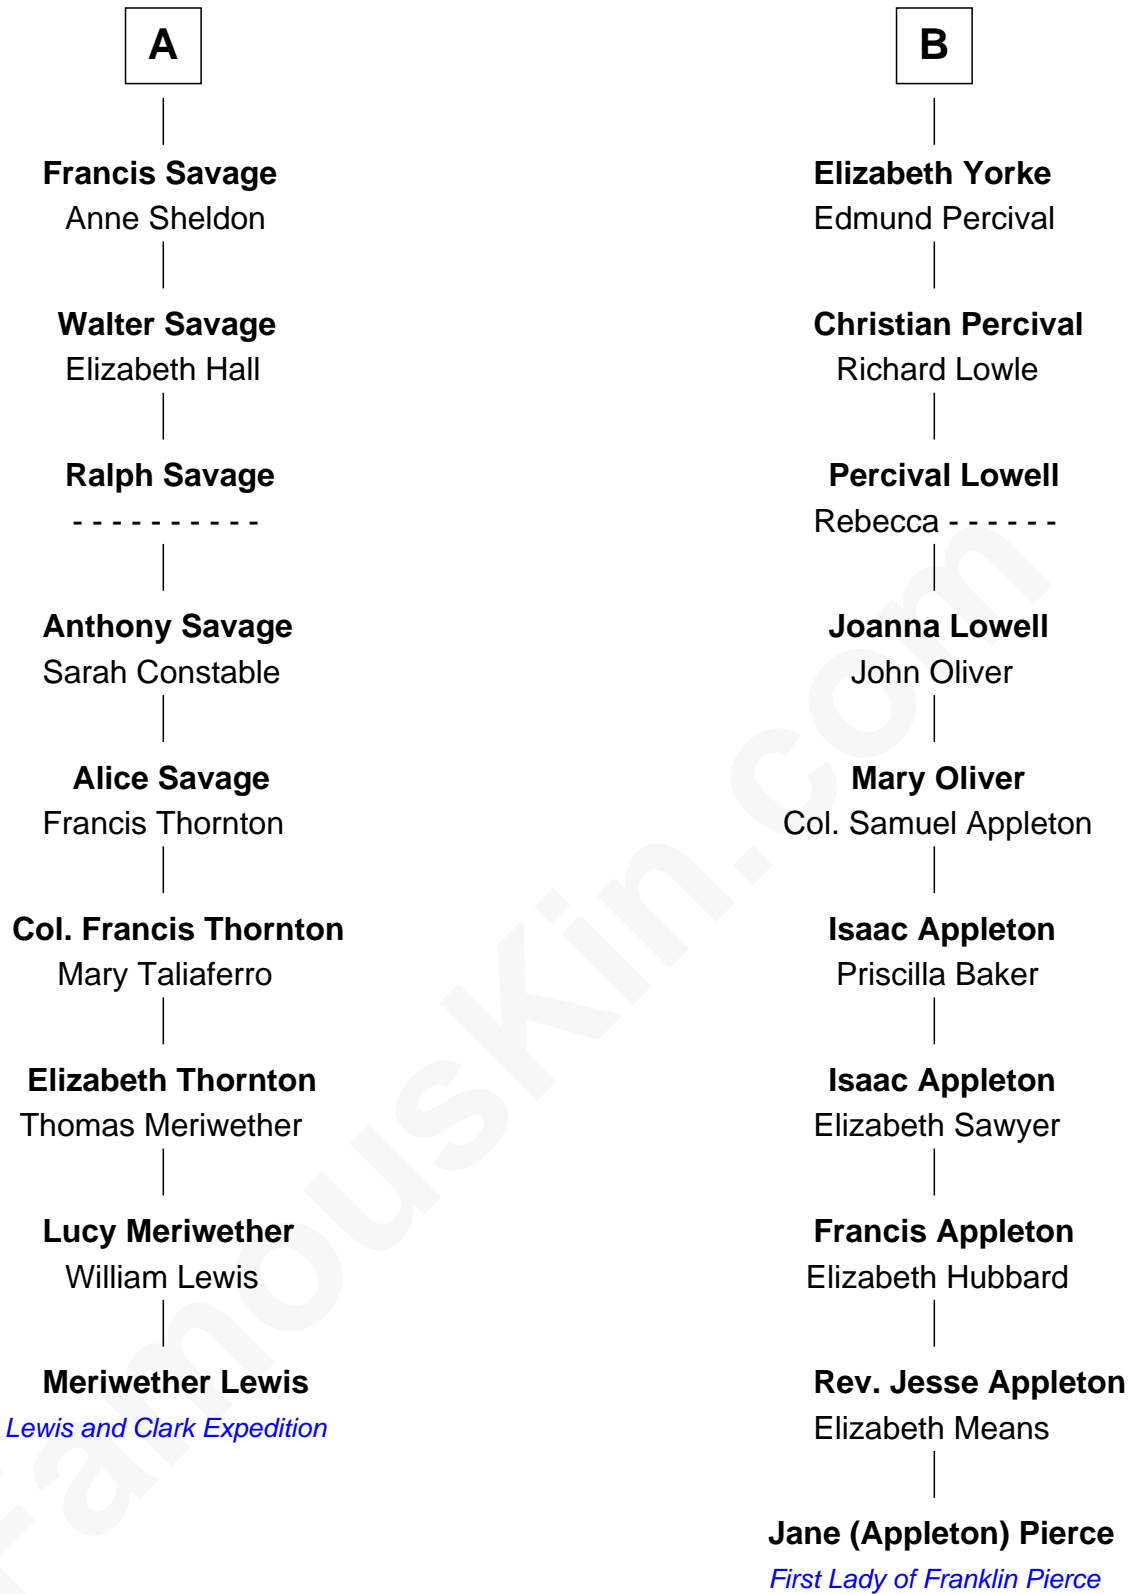 A
Francis Savage
Anne Sheldon
Walter Savage
Elizabeth Hall
Ralph Savage
- - - - - - - - - -
Anthony Savage
Sarah Constable
Alice Savage
Francis Thornton
Col. Francis Thornton
Mary Taliaferro
Elizabeth Thornton
Thomas Meriwether
Lucy Meriwether
William Lewis
Meriwether Lewis
Lewis and Clark Expedition
B
Elizabeth Yorke
Edmund Percival
Christian Percival
Richard Lowle
Percival Lowell
Rebecca - - - - - -
Joanna Lowell
John Oliver
Mary Oliver
Col. Samuel Appleton
Isaac Appleton
Priscilla Baker
Isaac Appleton
Elizabeth Sawyer
Francis Appleton
Elizabeth Hubbard
Rev. Jesse Appleton
Elizabeth Means
Jane (Appleton) Pierce
First Lady of Franklin Pierce
FamousKin.com